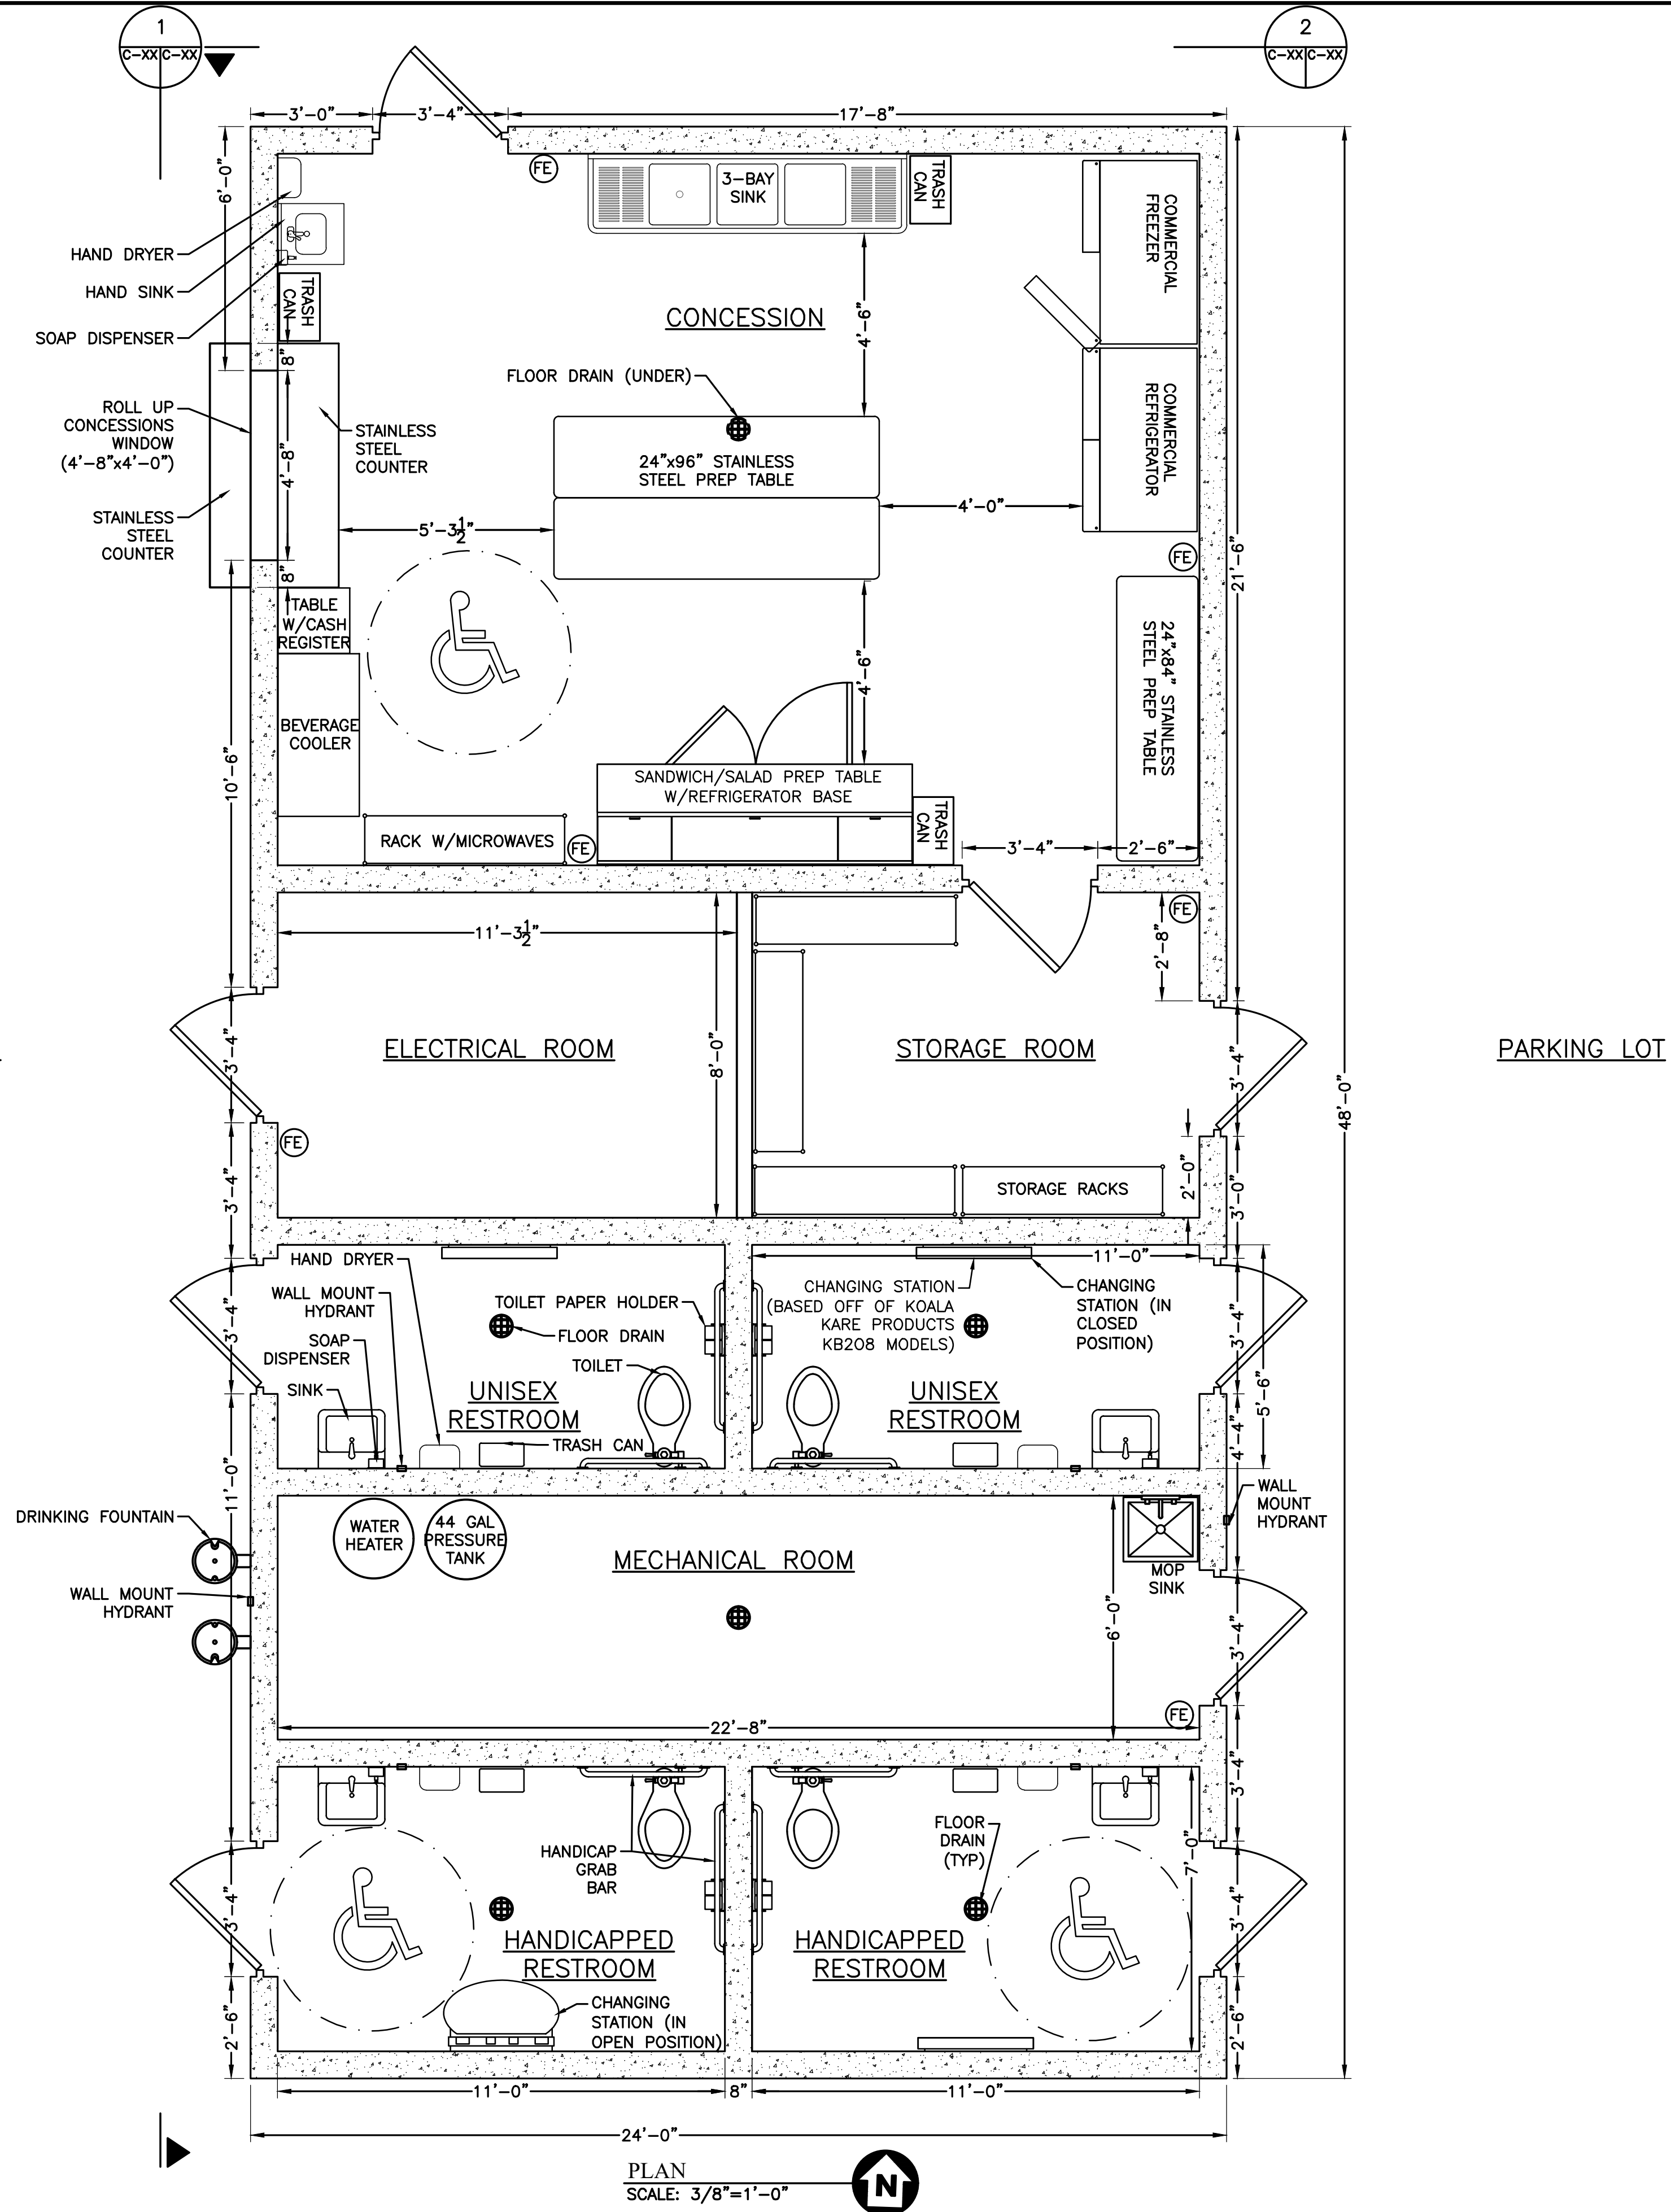 1
C-XX C-XX
2
C-XX C-XX
3'-0"
3'-4"
17'-8"
6'-0"
FE
3-BAY
SINK
TRASH
CAN
COMMERCIAL
FREEZER
HAND DRYER
HAND SINK
SOAP DISPENSER
TRASH
CAN
CONCESSION
4'-6"
8"
FLOOR DRAIN (UNDER)
ROLL UP
CONCESSIONS
WINDOW
(4'-8"x4'-0")
STAINLESS
STEEL
COUNTER
4'-8"
24"x96" STAINLESS
STEEL PREP TABLE
COMMERCIAL
REFRIGERATOR
4'-0"
STAINLESS
STEEL
COUNTER
5'-3 1/2"
FE
21'-6"
8"
TABLE
W/CASH
REGISTER
4'-6"
24"x84" STAINLESS
STEEL PREP TABLE
BEVERAGE
COOLER
10'-6"
SANDWICH/SALAD PREP TABLE
W/REFRIGERATOR BASE
TRASH
CAN
RACK W/MICROWAVES
FE
3'-4"
2'-6"
FE
11'-3 1/2"
2'-8"
ELECTRICAL ROOM
8'-0"
STORAGE ROOM
3'-4"
3'-4"
PARKING LOT
48'-0"
FE
3'-4"
STORAGE RACKS
2'-0"
3'-0"
HAND DRYER
WALL MOUNT
HYDRANT
SOAP
DISPENSER
SINK
3'-4"
TOILET PAPER HOLDER
FLOOR DRAIN
TOILET
UNISEX
RESTROOM
TRASH CAN
11'-0"
CHANGING STATION
(BASED OFF OF KOALA
KARE PRODUCTS
KB208 MODELS)
CHANGING
STATION (IN
CLOSED
POSITION)
UNISEX
RESTROOM
3'-4"
5'-6"
4'-4"
11'-0"
DRINKING FOUNTAIN
WATER
HEATER
44 GAL
PRESSURE
TANK
MECHANICAL ROOM
MOP
SINK
WALL
MOUNT
HYDRANT
WALL MOUNT
HYDRANT
6'-0"
3'-4"
FE
22'-8"
3'-4"
HANDICAP
GRAB
BAR
FLOOR
DRAIN
(TYP)
7'-0"
3'-4"
3'-4"
HANDICAPPED
RESTROOM
HANDICAPPED
RESTROOM
CHANGING
STATION (IN
OPEN POSITION)
2'-6"
2'-6"
11'-0"
8"
11'-0"
24'-0"
PLAN
SCALE: 3/8"=1'-0"
N